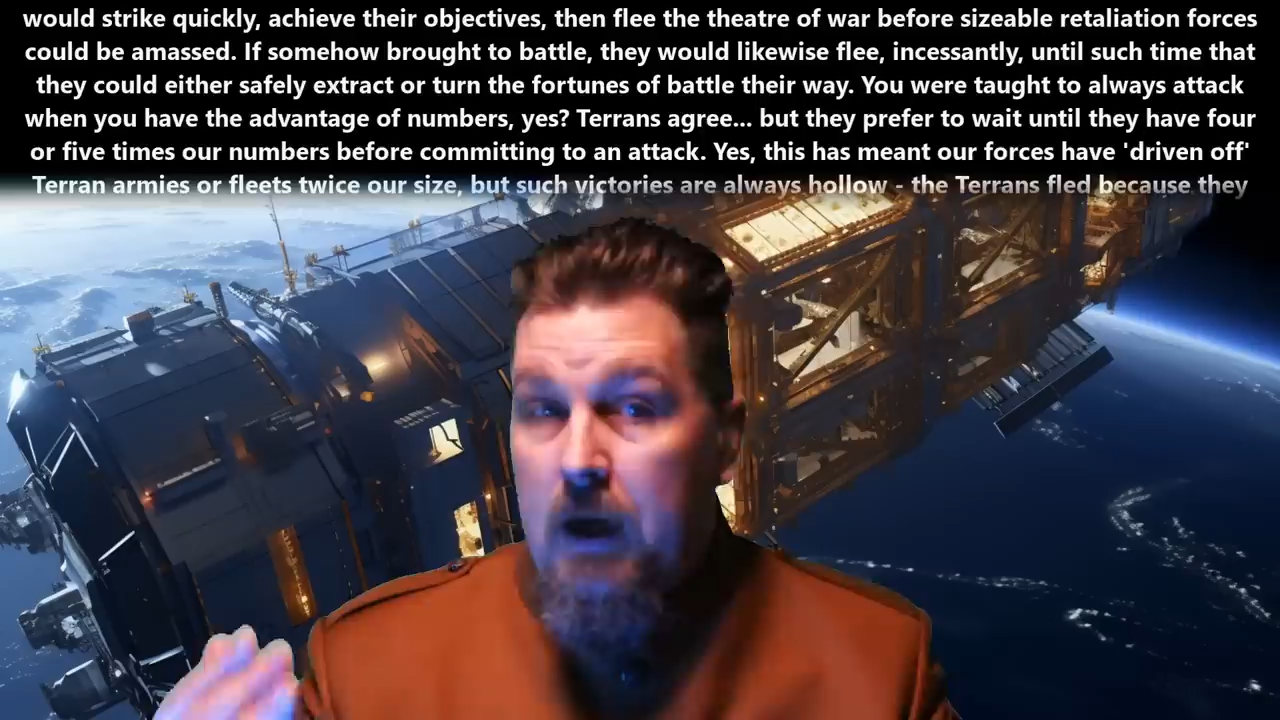 would strike quickly, achieve their objectives, then flee the theatre of war before sizeable retaliation forces
could be amassed. If somehow brought to battle, they would likewise flee, incessantly, until such time that
they could either safely extract or turn the fortunes of battle their way. You were taught to always attack
when you have the advantage of numbers, yes? Terrans agree... but they prefer to wait until they have four
or five times our numbers before committing to an attack. Yes, this has meant our forces have 'driven off'
Terran armies or fleets twice our size, but such victories are always hollow - the Terrans fled because they